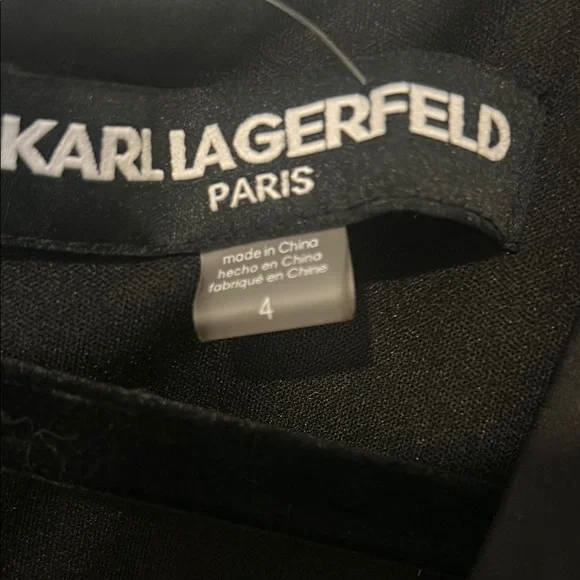 KARL LAGERFELD
PARIS
made in China
hecho en China
fabriqué en Chine
4